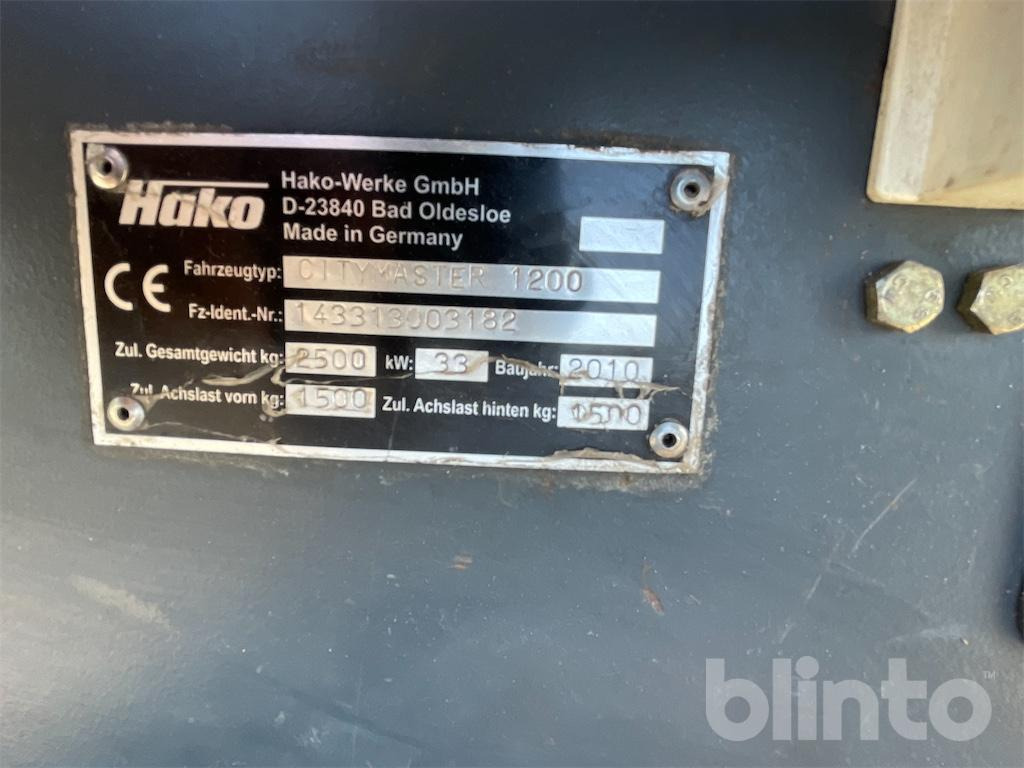 Hako
Hako-Werke GmbH
D-23840 Bad Oldesloe
Made in Germany
CE
Fahrzeugtyp: CITYMASTER 1200
Fz-Ident.-Nr.: 143313003182
Zul. Gesamtgewicht kg: 2500 kW: 33 Baujahr: 2010
Zul. Achslast vorn kg: 1500 Zul. Achslast hinten kg: 1500
blinto™